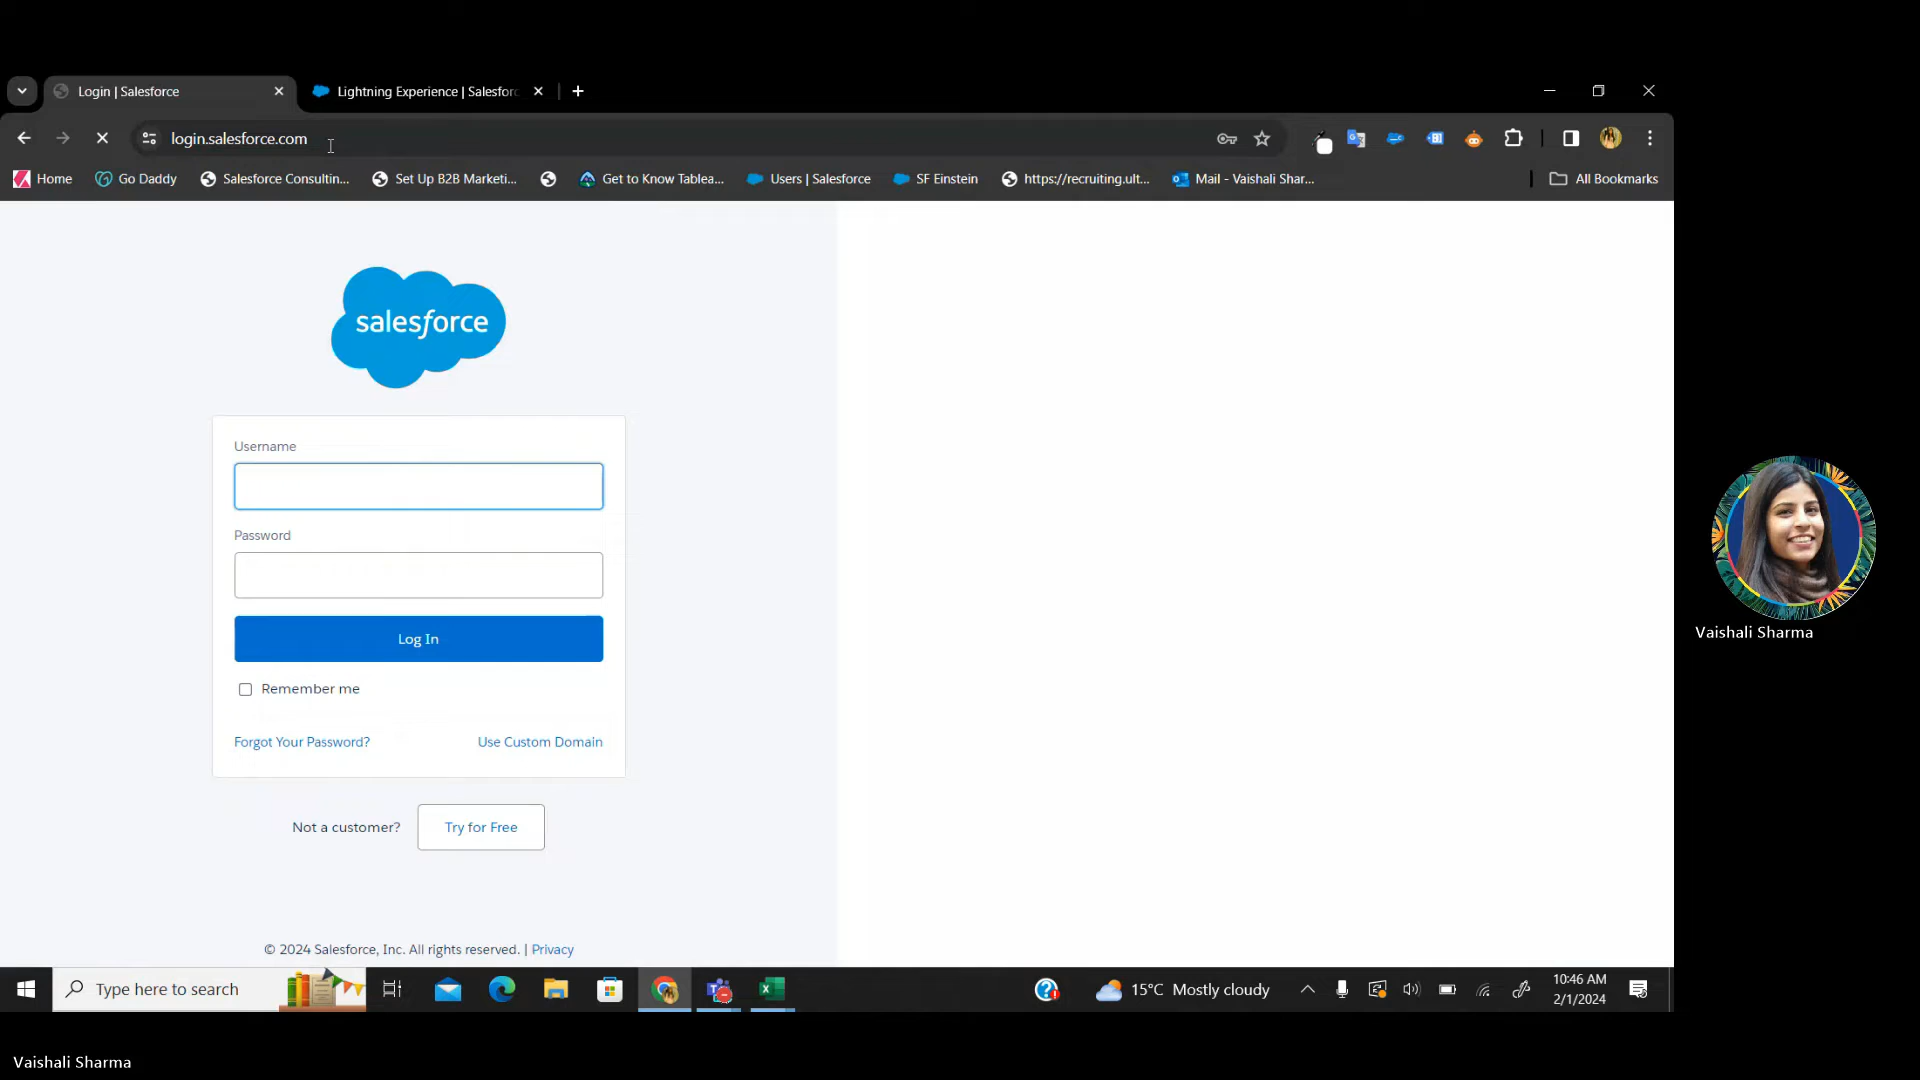 Login | Salesforce
Lightning Experience | Salesforc
login.salesforce.com
Home
Go Daddy
Salesforce Consultin...
Set Up B2B Marketi...
Get to Know Tablea...
Users | Salesforce
SF Einstein
https://recruiting.ult...
Mail - Vaishali Shar...
All Bookmarks
salesforce
Username
Password
Log In
Remember me
Forgot Your Password?
Use Custom Domain
Not a customer?
Try for Free
© 2024 Salesforce, Inc. All rights reserved. | Privacy
Vaishali Sharma
Type here to search
15°C Mostly cloudy
10:46 AM
2/1/2024
Vaishali Sharma